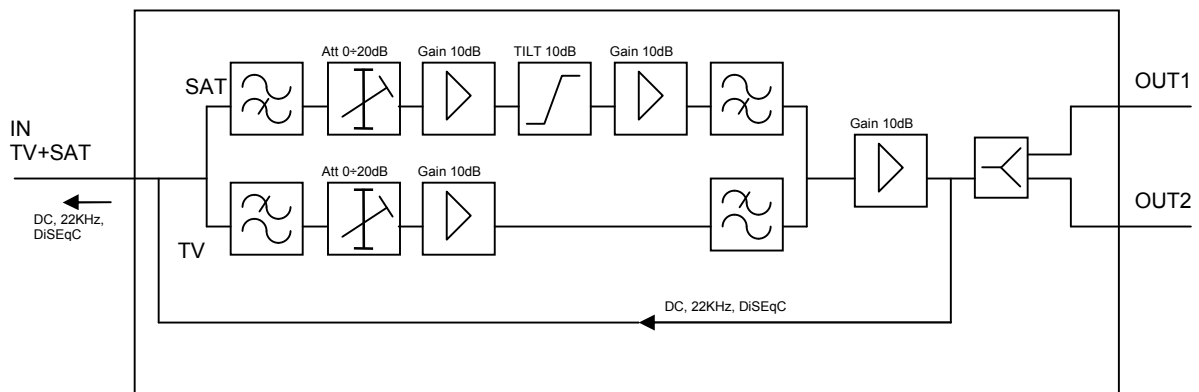 Att 0÷20dB
Gain 10dB
TILT 10dB
Gain 10dB
SAT
OUT1
IN
TV+SAT
Gain 10dB
Att 0÷20dB
Gain 10dB
OUT2
DC, 22KHz,
DiSEqC
TV
DC, 22KHz, DiSEqC